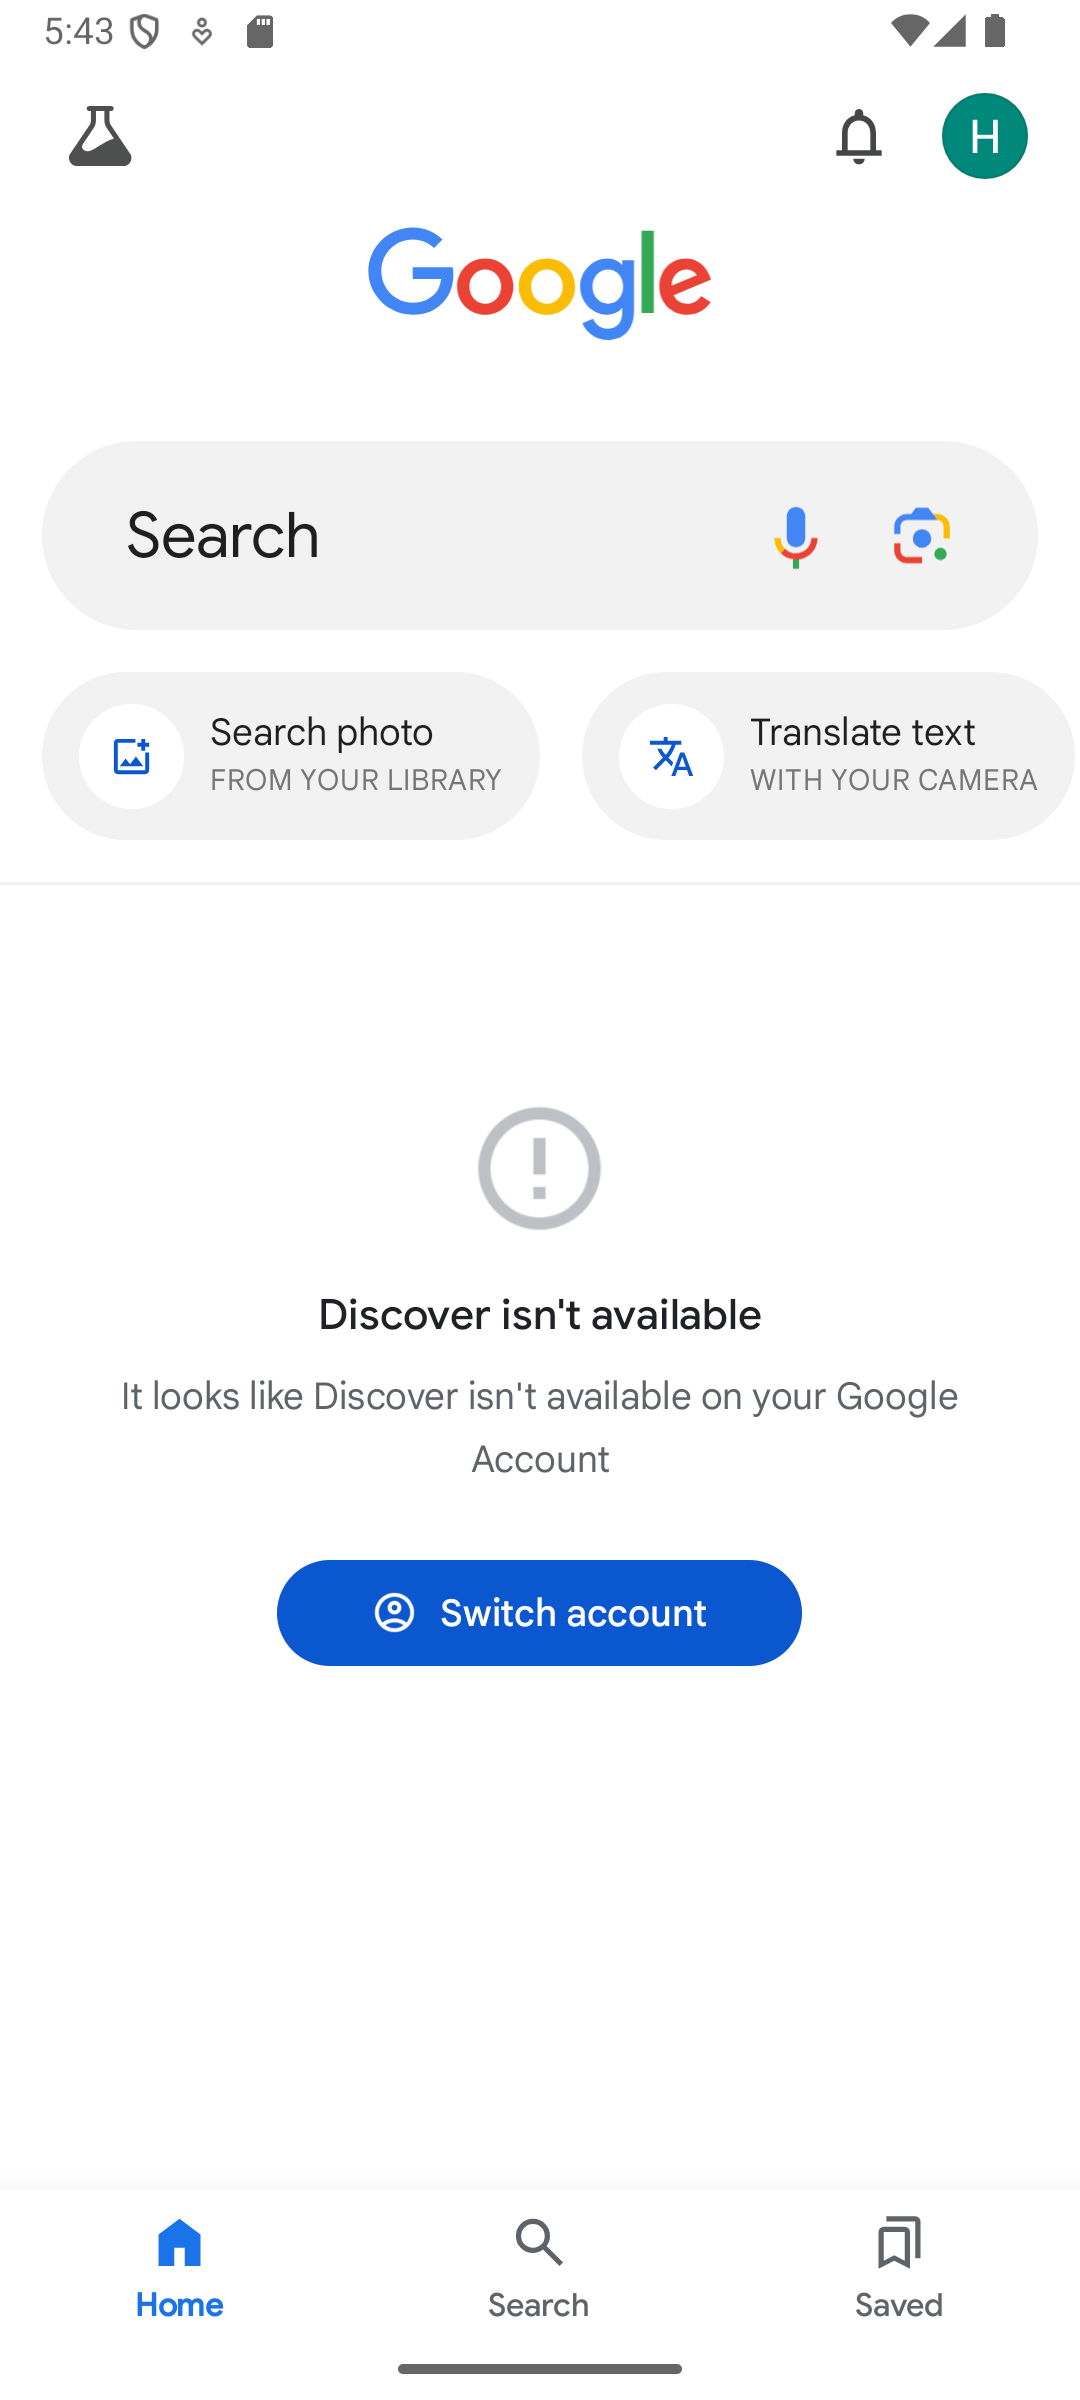 5:43
H
Google
Search
Search photo
FROM YOUR LIBRARY
Translate text
WITH YOUR CAMERA
Discover isn't available
It looks like Discover isn't available on your Google
Account
Switch account
Home
Search
Saved